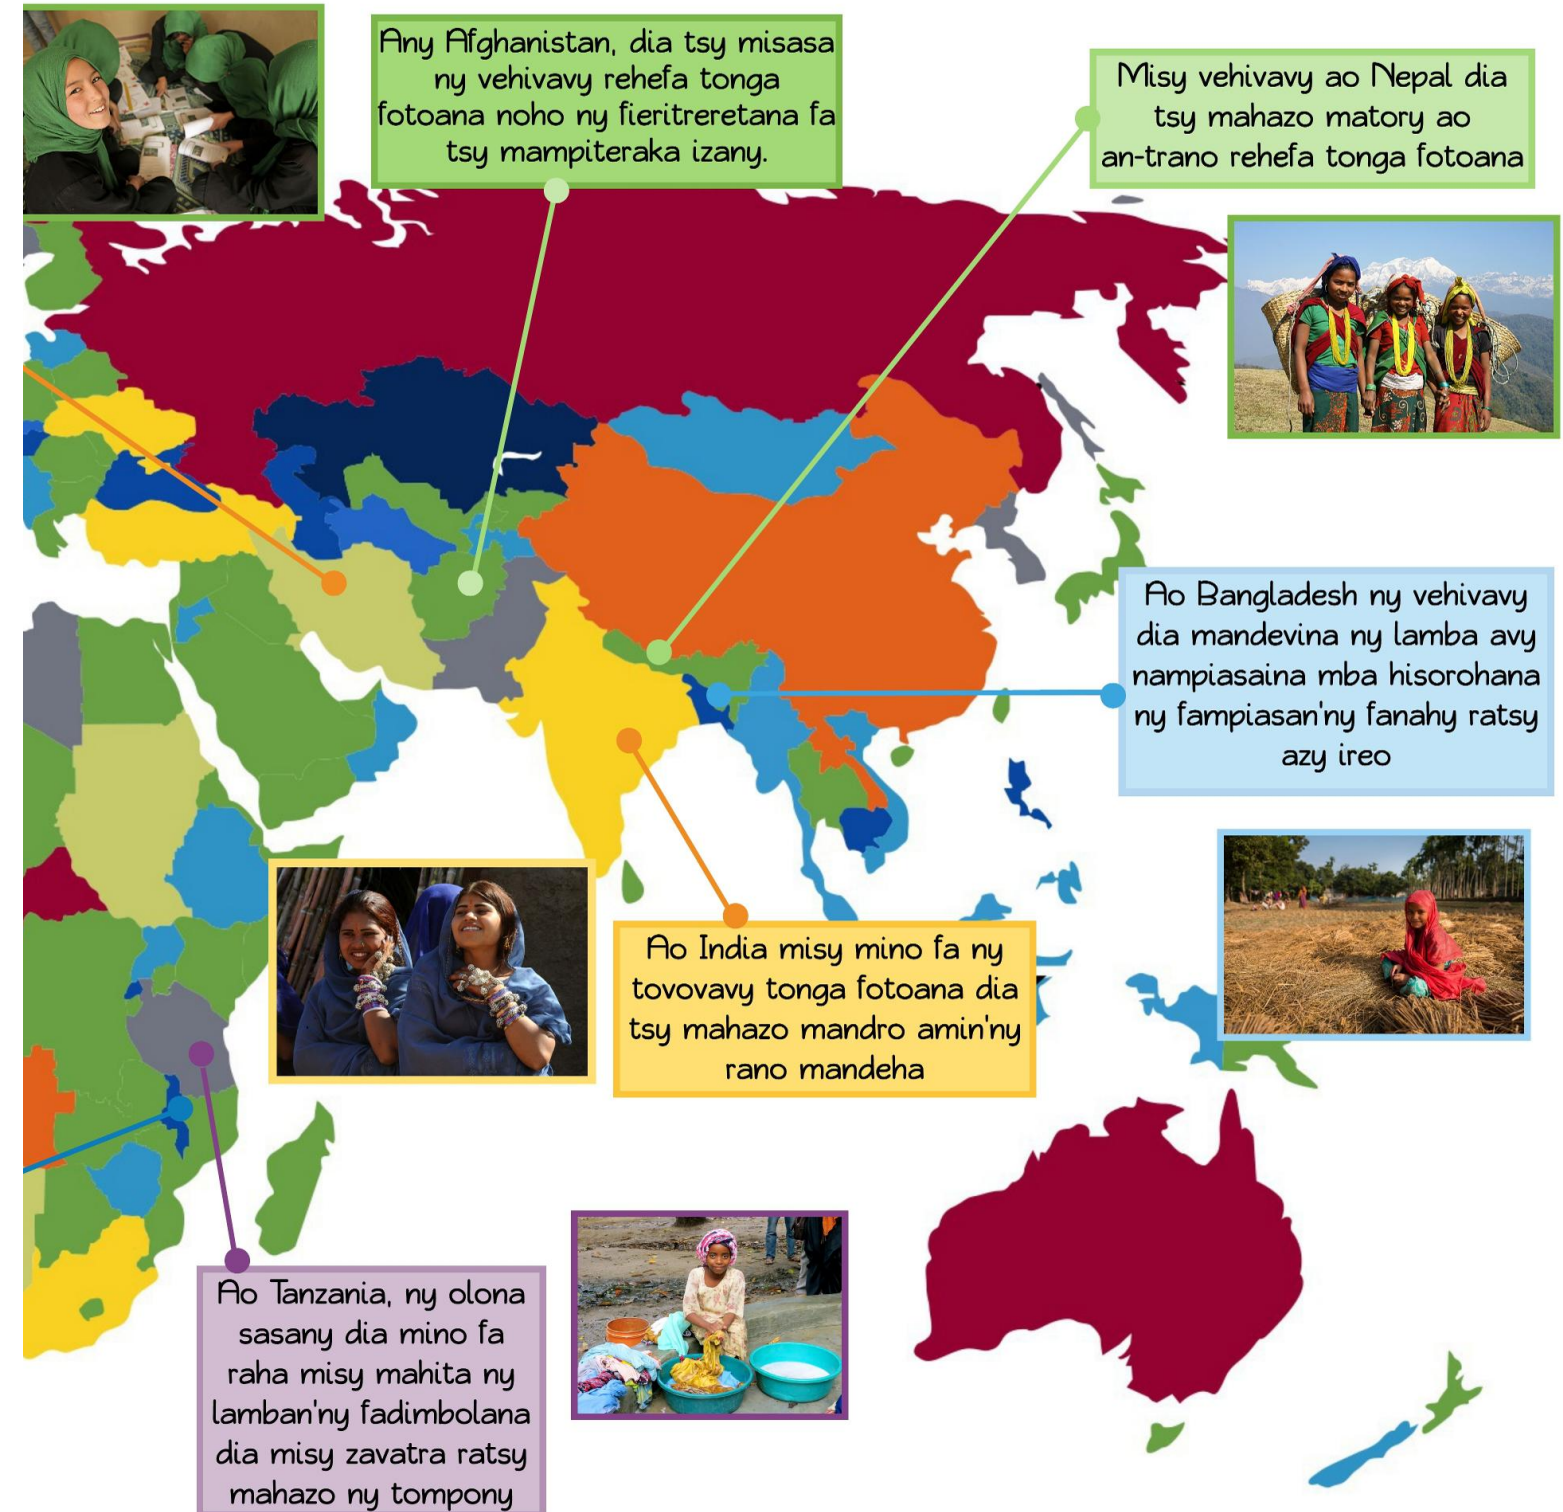 Any Afghanistan, dia tsy misasa
ny vehivavy rehefa tonga
fotoana noho ny fieritreretana fa
tsy mampiteraka izany.
Misy vehivavy ao Nepal dia
tsy mahazo matory ao
an-trano rehefa tonga fotoana
Ao Bangladesh ny vehivavy
dia mandevina ny lamba avy
nampiasaina mba hisorohana
ny fampiasan'ny fanahy ratsy
azy ireo
Ao India misy mino fa ny
tovovavy tonga fotoana dia
tsy mahazo mandro amin'ny
rano mandeha
Ao Tanzania, ny olona
sasany dia mino fa
raha misy mahita ny
lamban'ny fadimbolana
dia misy zavatra ratsy
mahazo ny tompony